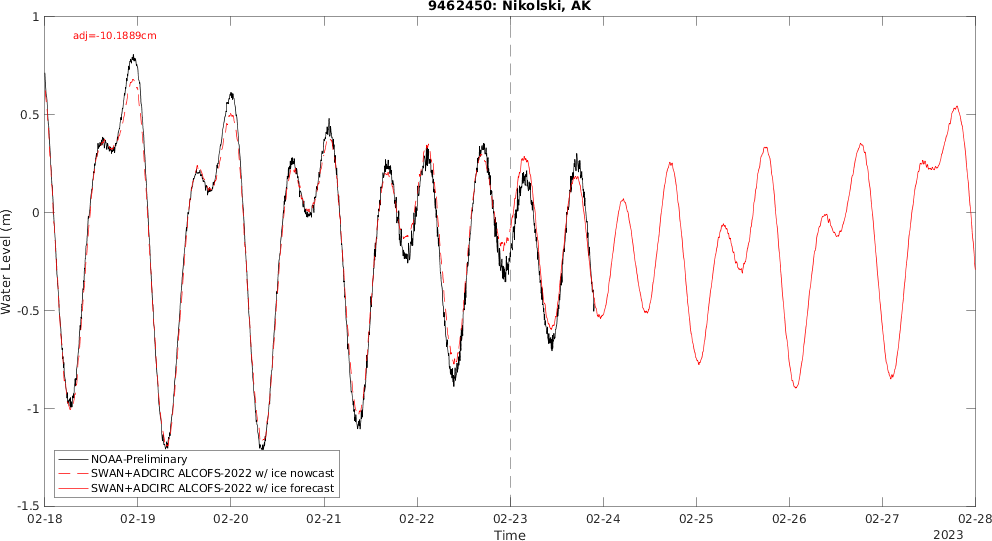 9462450: Nikolski, AK
adj=-10.1889cm
Water Level (m)
1
0.5
0
-0.5
-1
-1.5
NOAA-Preliminary
SWAN+ADCIRC ALCOFS-2022 w/ ice nowcast
SWAN+ADCIRC ALCOFS-2022 w/ ice forecast
02-18 02-19 02-20 02-21 02-22 02-23 02-24 02-25 02-26 02-27 02-28
Time
2023